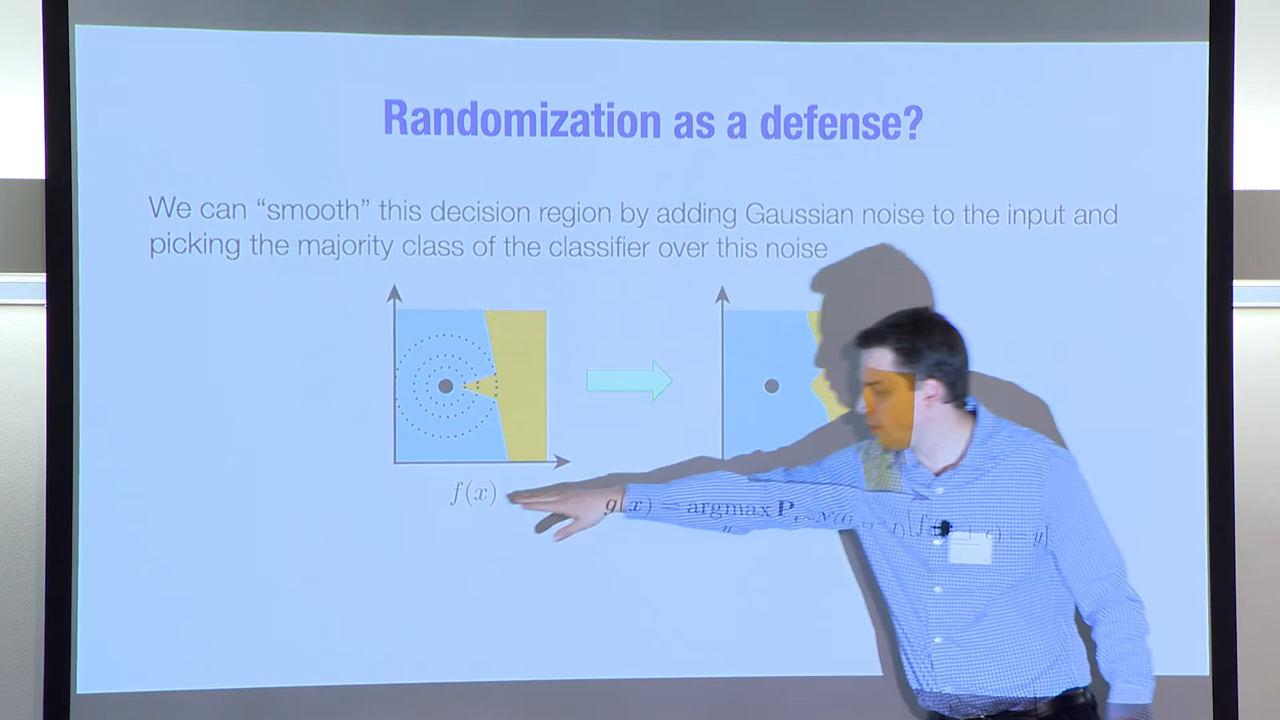 Randomization as a defense?
We can “smooth” this decision region by adding Gaussian noise to the input and
picking the majority class of the classifier over this noise
f(x)
g(x) = argmax P
y